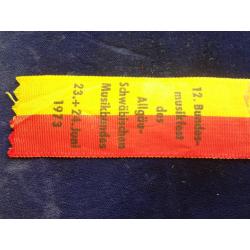 12. Bundes-
musikfest
des
Allgäu-
Schwäbischen
Musikbundes
23.+24. Juni
1973